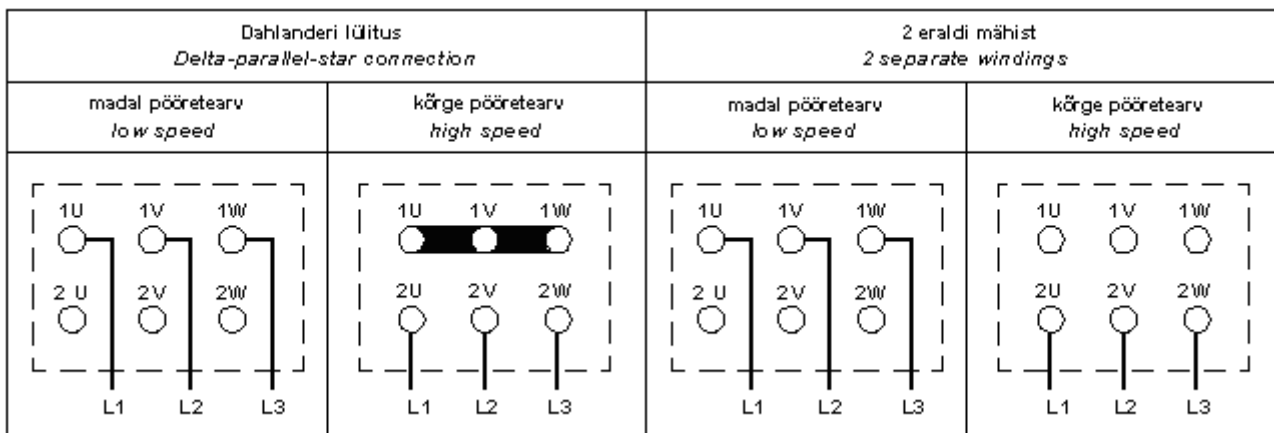 Dahlanderi lülitus
Delta-parallel-star connection
2 eraldi mähist
2 separate windings
madal pööretearv
low speed
kõrge pööretearv
high speed
madal pööretearv
low speed
kõrge pööretearv
high speed
1U 1V 1W
2 U 2V 2W
L1 L2 L3
1U 1V 1W
2U 2V 2W
L1 L2 L3
1U 1V 1W
2 U 2V 2W
L1 L2 L3
1U 1V 1W
2U 2V 2W
L1 L2 L3